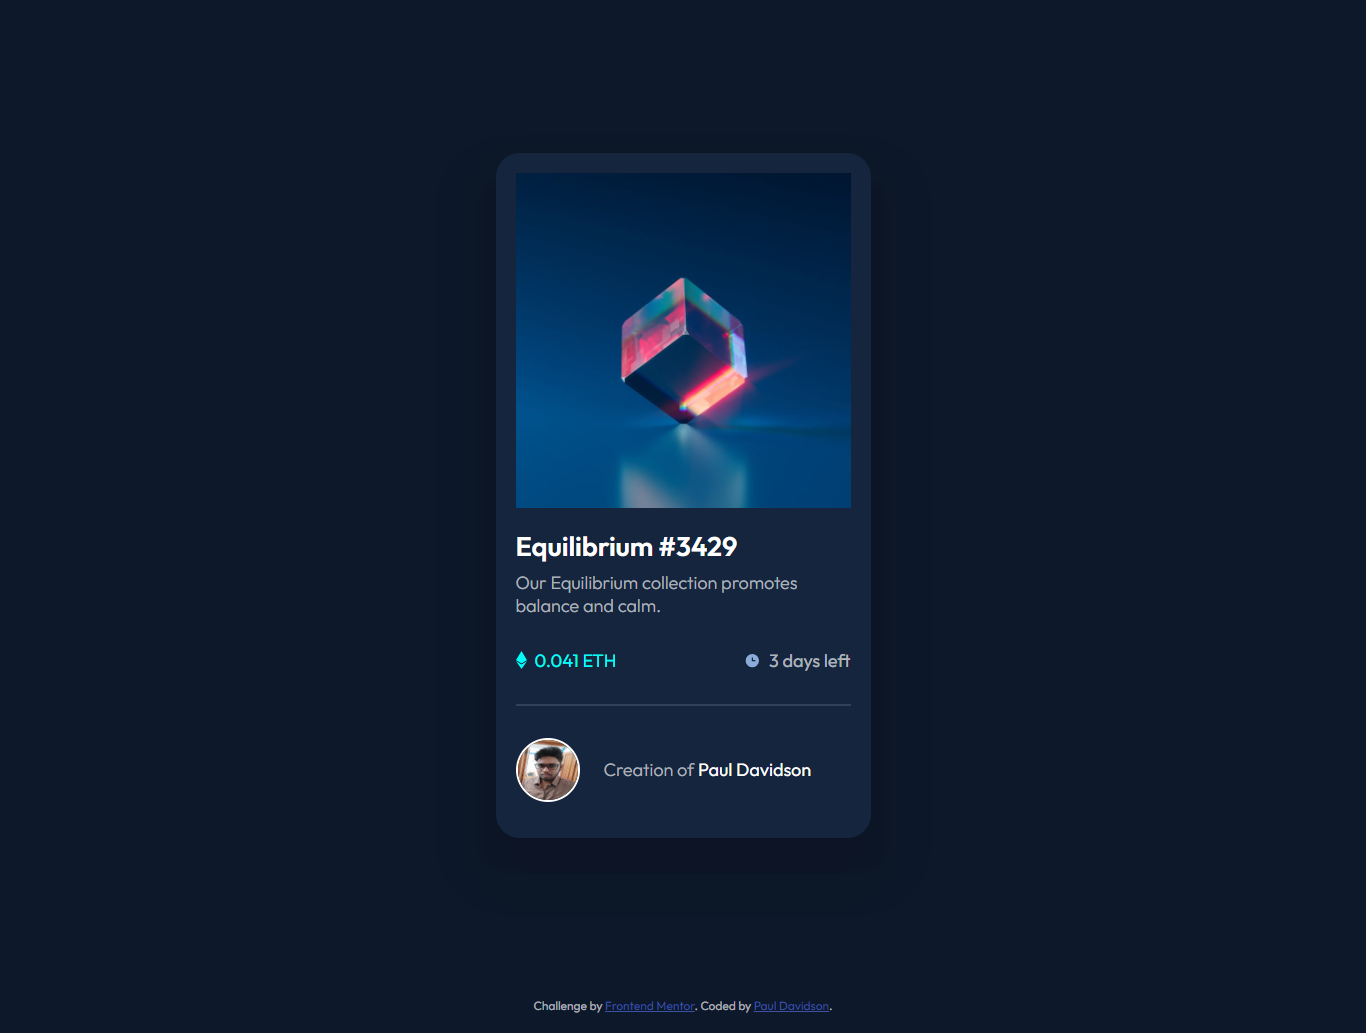 Equilibrium #3429
Our Equilibrium collection promotes
balance and calm.
0.041 ETH
3 days left
Creation of Paul Davidson
Challenge by Frontend Mentor. Coded by Paul Davidson.